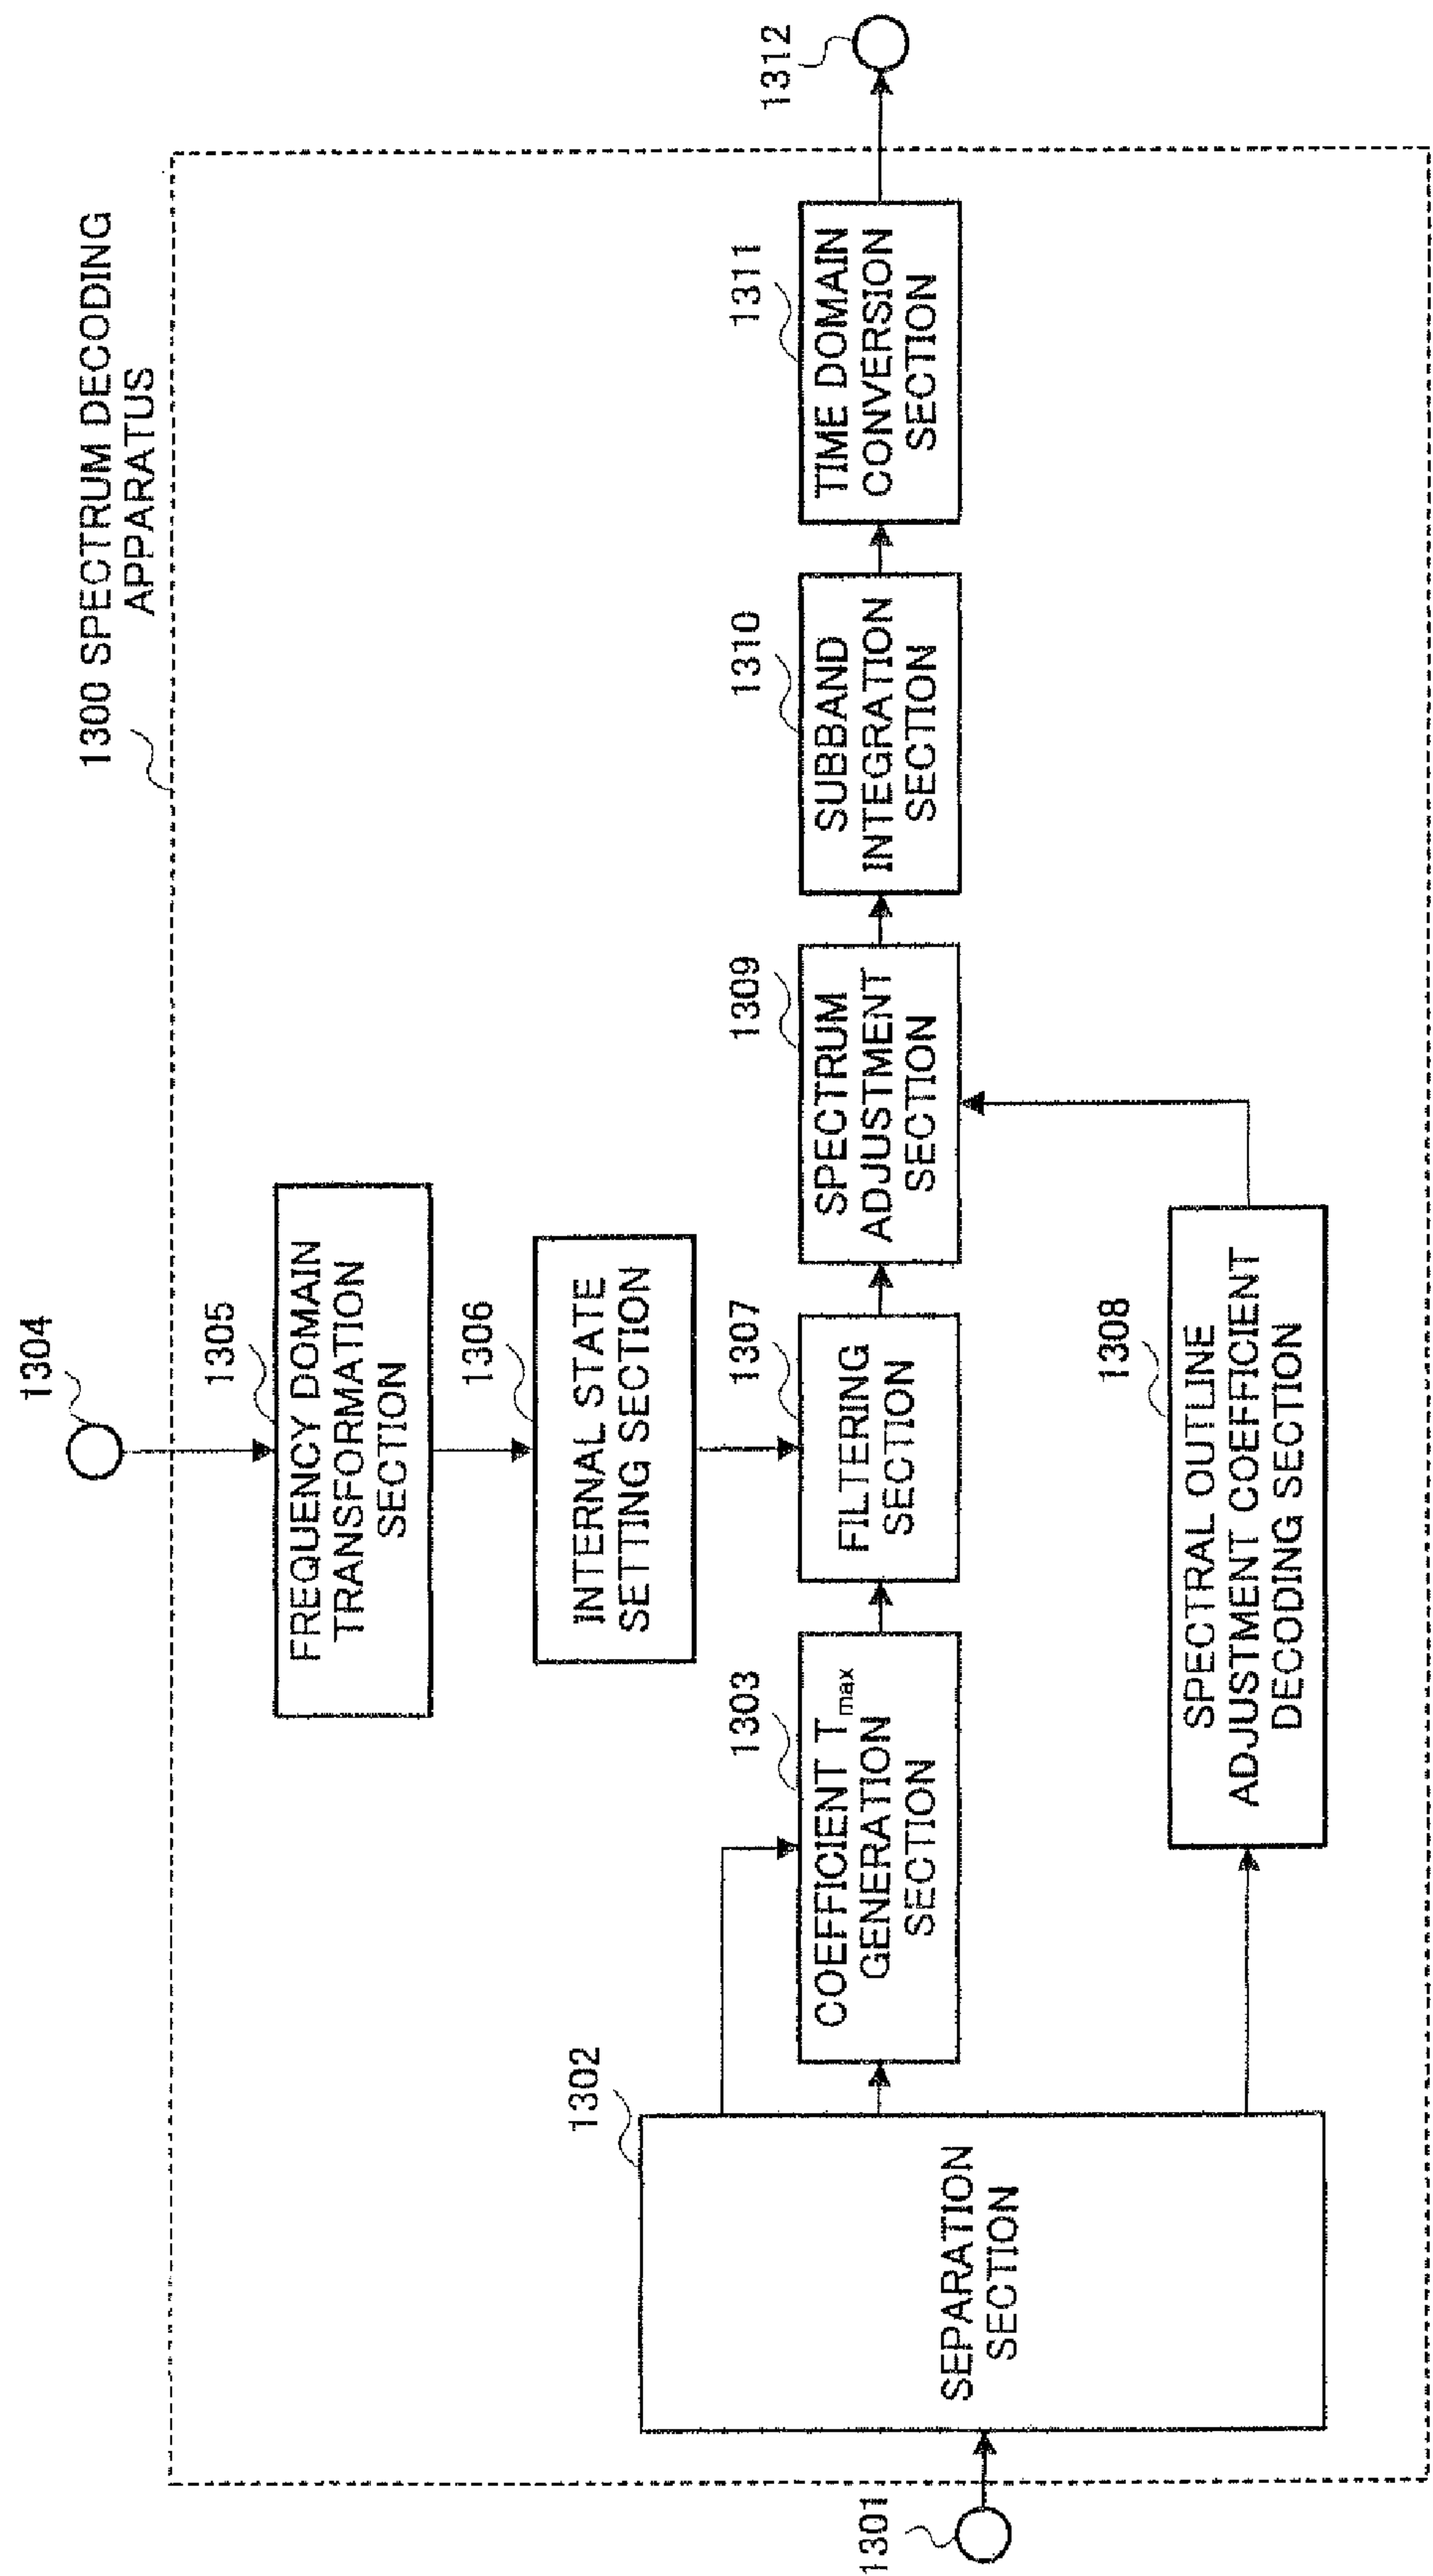 1300 SPECTRUM DECODING
APPARATUS
1304
1305
FREQUENCY DOMAIN
TRANSFORMATION
SECTION
1306
INTERNAL STATE
SETTING SECTION
1301
1302
SEPARATION
SECTION
1303
COEFFICIENT Tmax
GENERATION
SECTION
1307
FILTERING
SECTION
1309
SPECTRUM
ADJUSTMENT
SECTION
1310
SUBBAND
INTEGRATION
SECTION
1311
TIME DOMAIN
CONVERSION
SECTION
1312
1308
SPECTRAL OUTLINE
ADJUSTMENT COEFFICIENT
DECODING SECTION